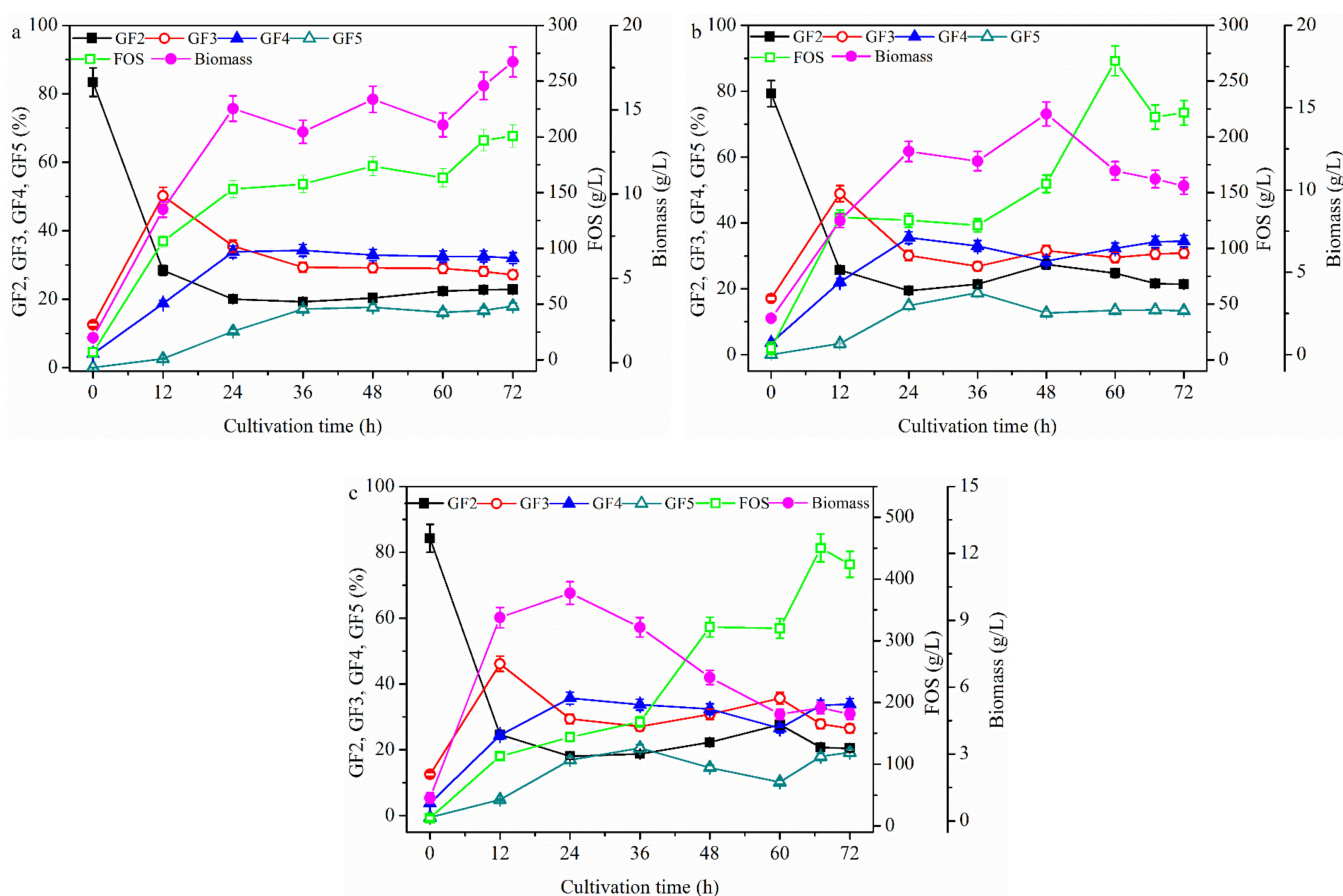 a
GF2 GF3 GF4 GF5
FOS Biomass
GF2, GF3, GF4, GF5 (%)
100
80
60
40
20
0
0 12 24 36 48 60 72
Cultivation time (h)
300
250
200
150
100
50
0
FOS (g/L)
20
15
10
5
0
Biomass (g/L)
b
GF2 GF3 GF4 GF5
FOS Biomass
GF2, GF3, GF4, GF5 (%)
100
80
60
40
20
0
0 12 24 36 48 60 72
Cultivation time (h)
300
250
200
150
100
50
0
FOS (g/L)
20
15
10
5
0
Biomass (g/L)
c
GF2 GF3 GF4 GF5 FOS Biomass
GF2, GF3, GF4, GF5 (%)
100
80
60
40
20
0
0 12 24 36 48 60 72
Cultivation time (h)
500
400
300
200
100
0
FOS (g/L)
15
12
9
6
3
0
Biomass (g/L)